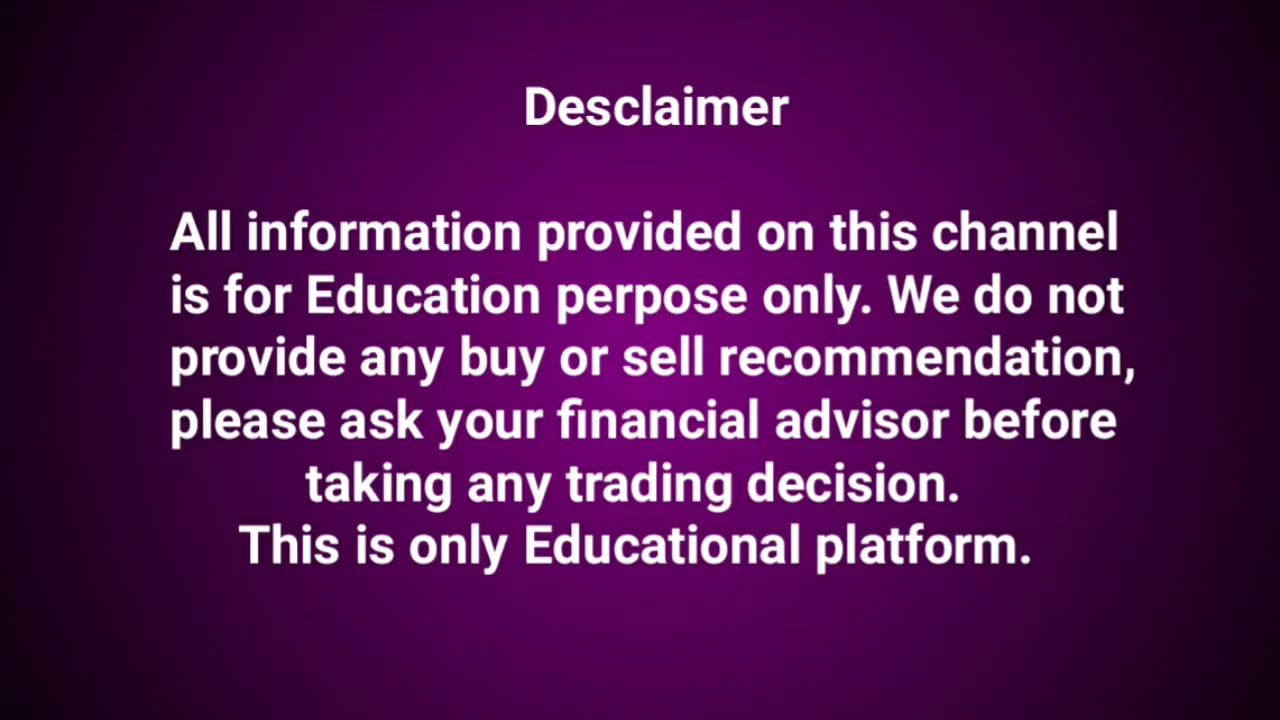 Desclaimer
All information provided on this channel
is for Education perpose only. We do not
provide any buy or sell recommendation,
please ask your financial advisor before
taking any trading decision.
This is only Educational platform.